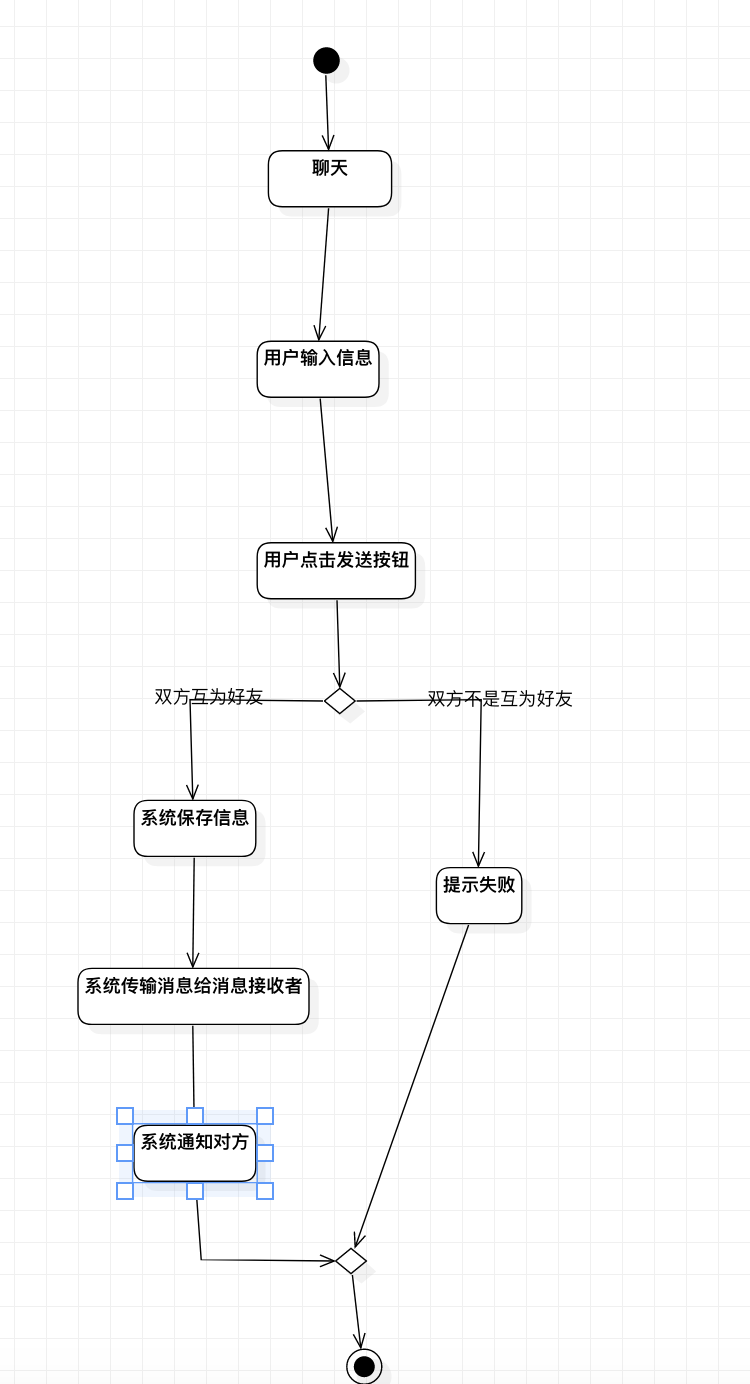 聊天
用户输入信息
用户点击发送按钮
双方互为好友
双方不是互为好友
系统保存信息
提示失败
系统传输消息给消息接收者
系统通知对方